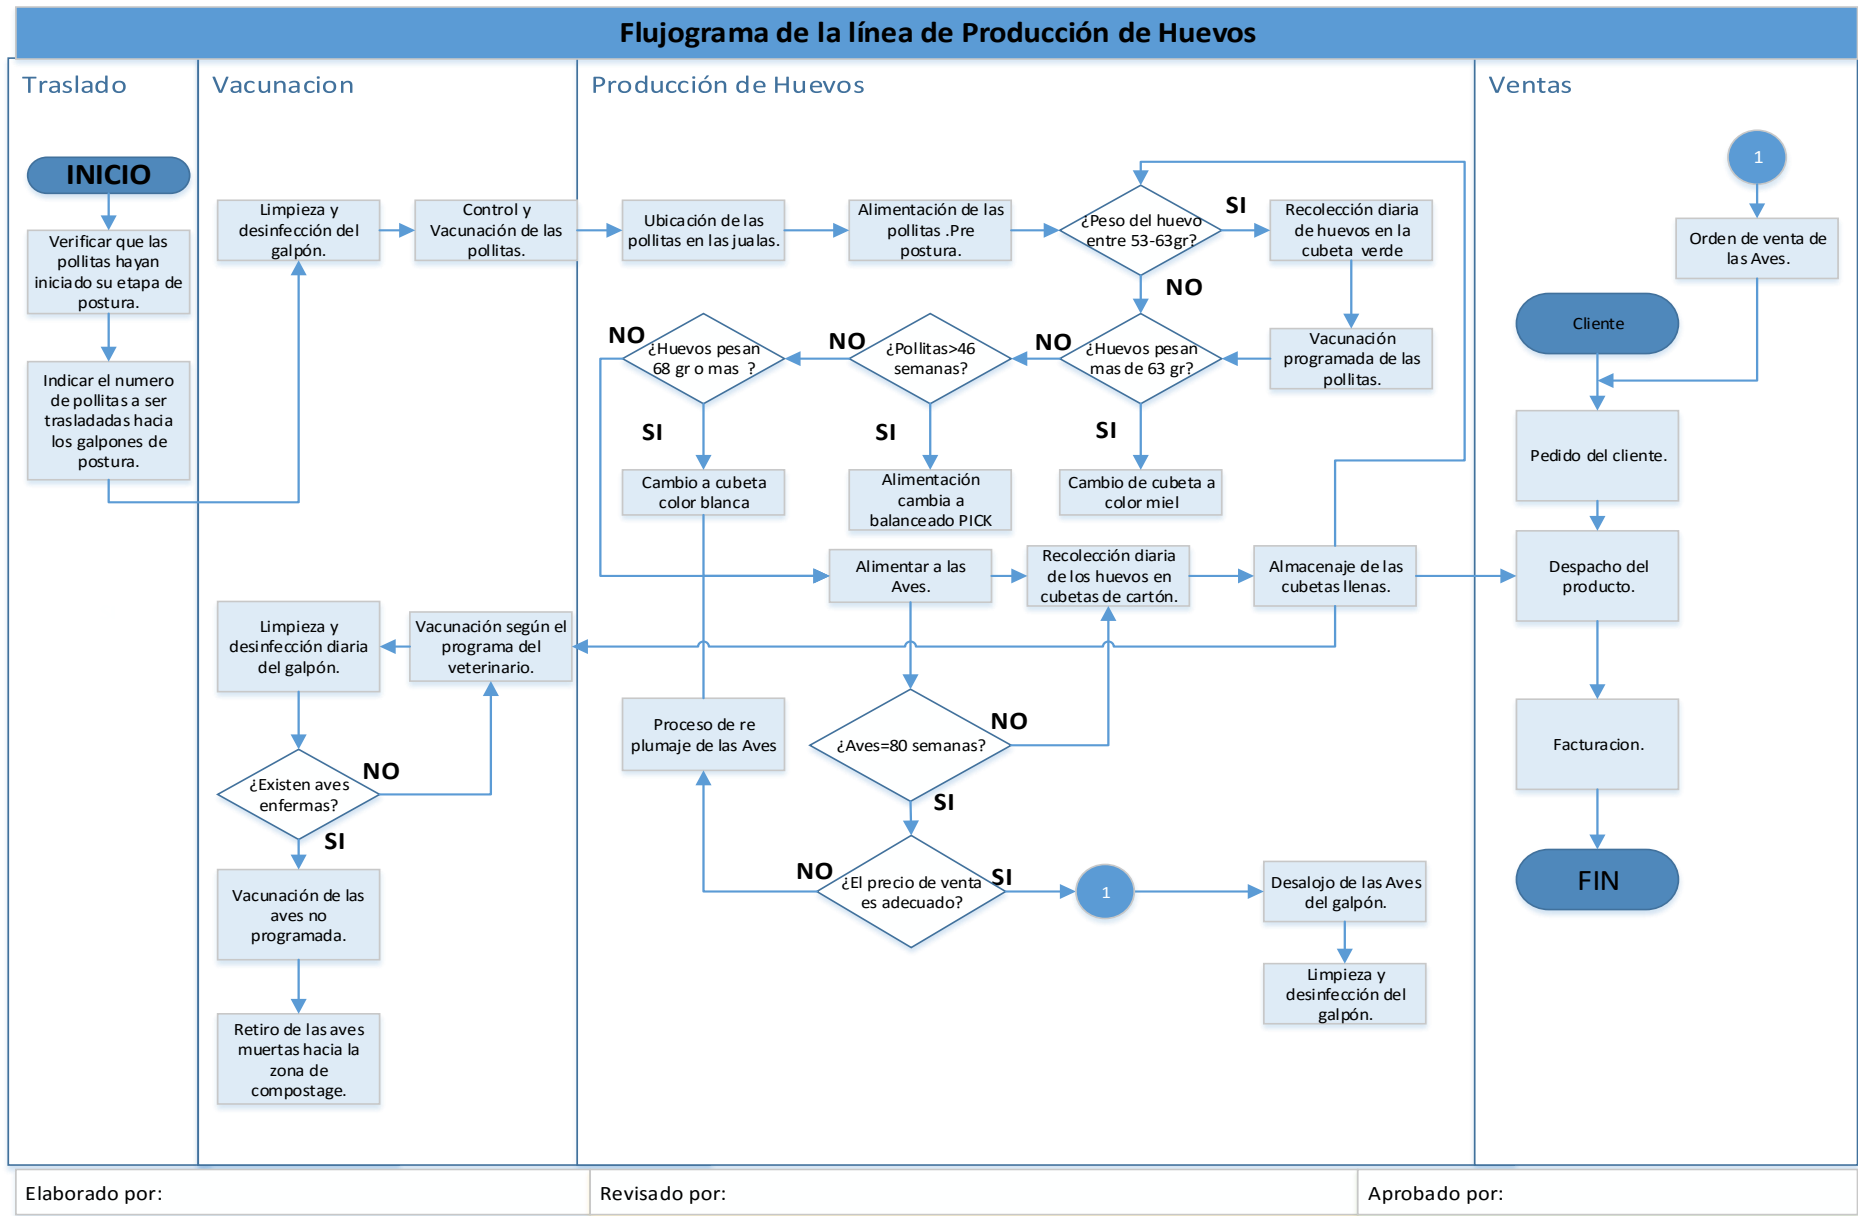 Flujograma de la línea de Producción de Huevos
Traslado
INICIO
Verificar que las
pollitas hayan
iniciado su etapa de
postura.
Indicar el numero
de pollitas a ser
trasladadas hacia
los galpones de
postura.
Vacunacion
Limpieza y
desinfección del
galpón.
Control y
Vacunación de las
pollitas.
Limpieza y
desinfección diaria
del galpón.
Vacunación según el
programa del
veterinario.
¿Existen aves
enfermas?
NO
SI
Vacunación de las
aves no
programada.
Retiro de las aves
muertas hacia la
zona de
compostage.
Producción de Huevos
Ubicación de las
pollitas en las jualas.
Alimentación de las
pollitas .Pre
postura.
¿Peso del huevo
entre 53-63gr?
SI
NO
Recolección diaria
de huevos en la
cubeta verde
Vacunación
programada de las
pollitas.
¿Huevos pesan
mas de 63 gr?
NO
SI
¿Pollitas>46
semanas?
NO
SI
¿Huevos pesan
68 gr o mas ?
NO
SI
Cambio a cubeta
color blanca
Alimentación
cambia a
balanceado PICK
Cambio de cubeta a
color miel
Alimentar a las
Aves.
Recolección diaria
de los huevos en
cubetas de cartón.
Almacenaje de las
cubetas llenas.
Proceso de re
plumaje de las Aves
¿Aves=80 semanas?
NO
SI
¿El precio de venta
es adecuado?
NO
SI
1
Desalojo de las Aves
del galpón.
Limpieza y
desinfección del
galpón.
Ventas
1
Orden de venta de
las Aves.
Cliente
Pedido del cliente.
Despacho del
producto.
Facturacion.
FIN
Elaborado por:
Revisado por:
Aprobado por: